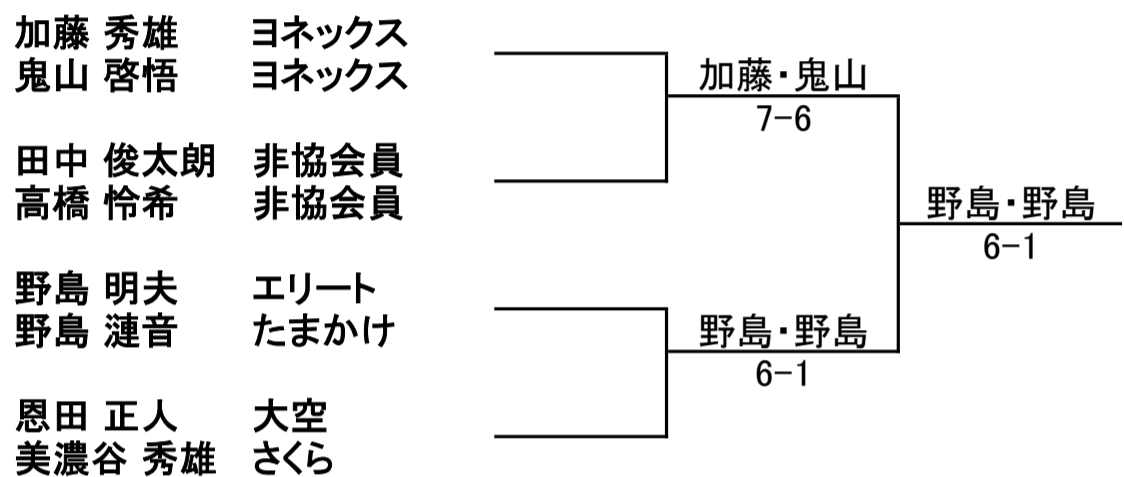 加藤 秀雄 ヨネックス
鬼山 啓悟 ヨネックス
加藤・鬼山
7-6
田中 俊太朗 非協会員
高橋 怜希 非協会員
野島・野島
6-1
野島 明夫 エリート
野島 漣音 たまかけ
野島・野島
6-1
恩田 正人 大空
美濃谷 秀雄 さくら